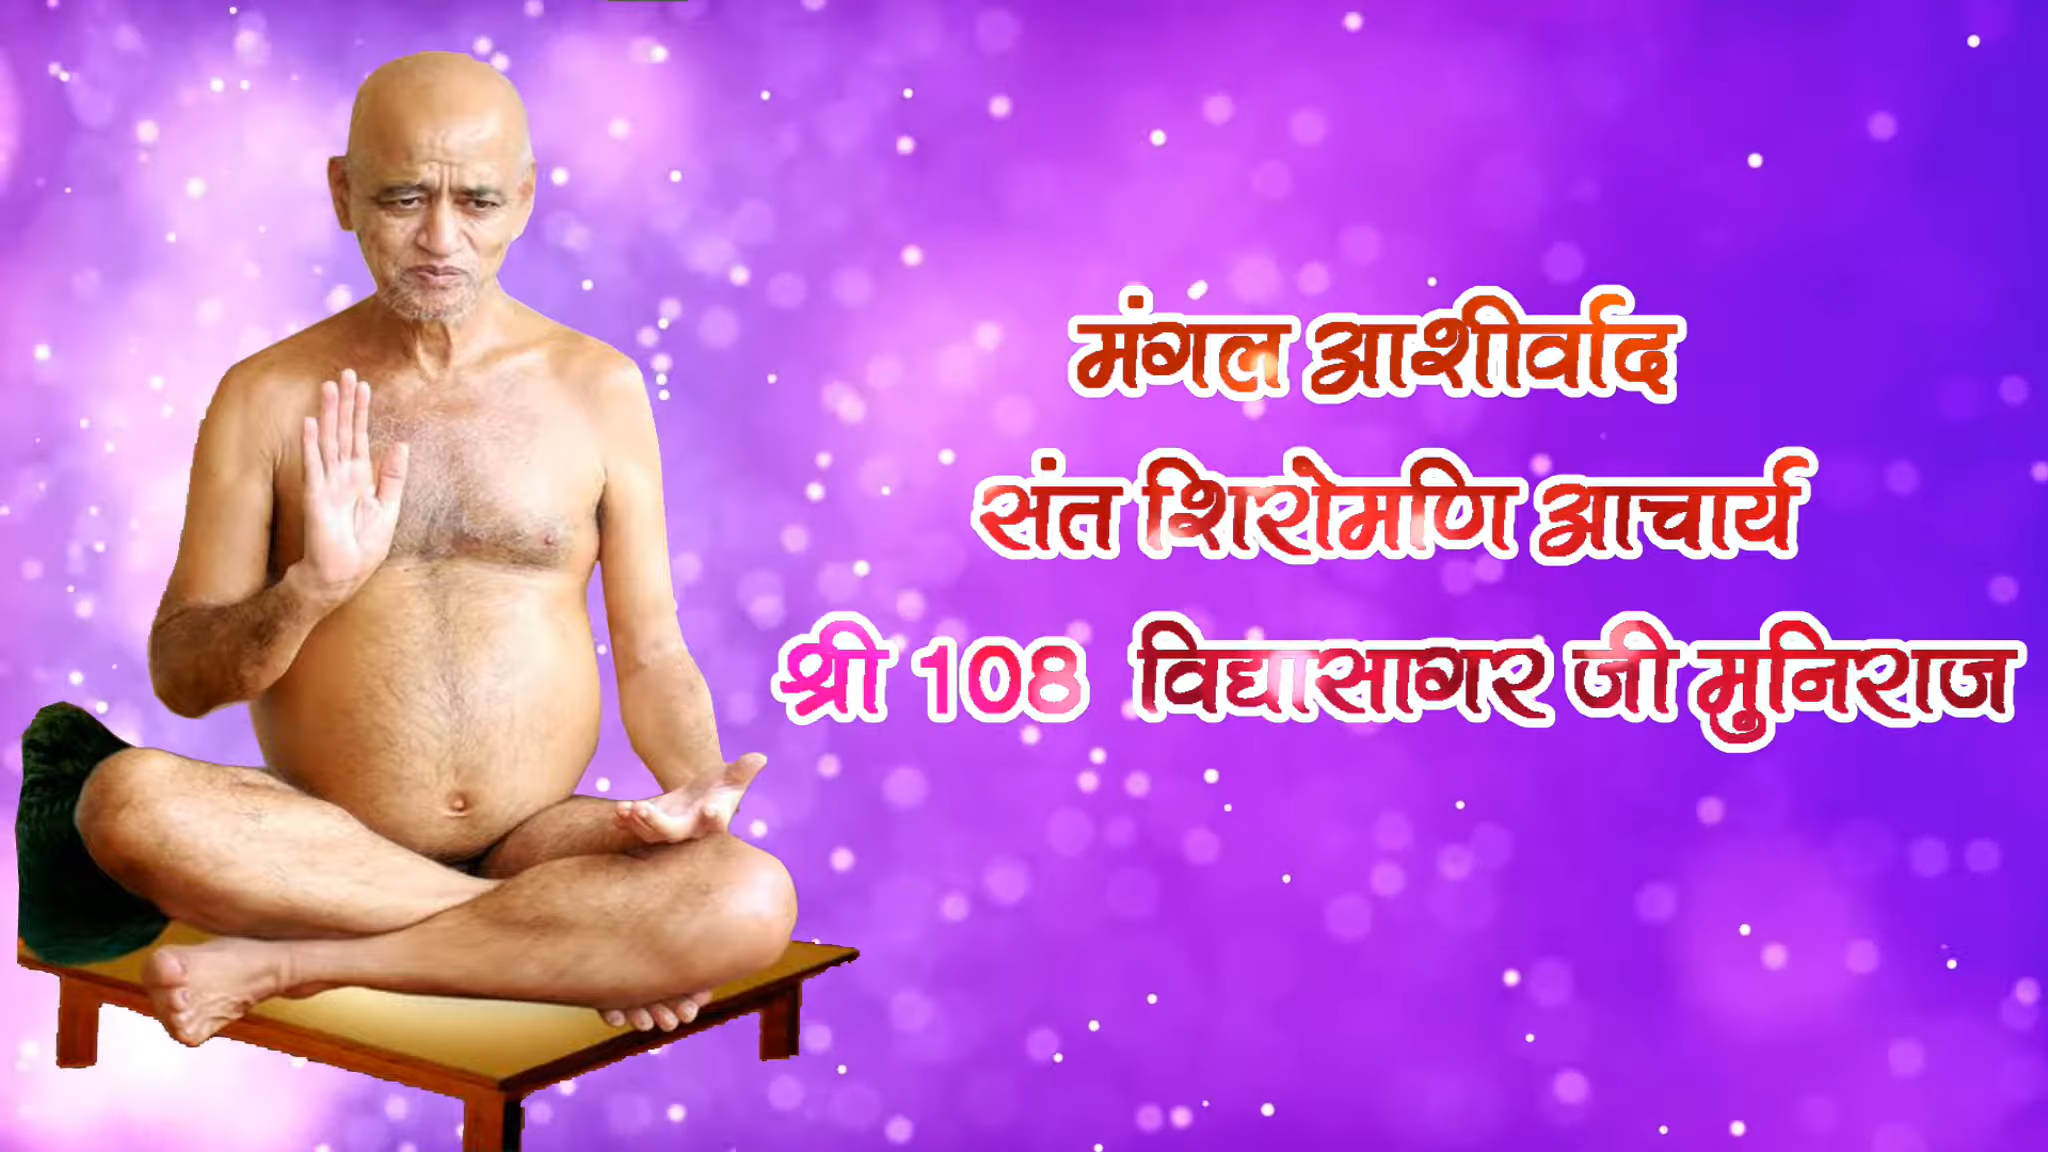 मंगल आशीर्वाद
संत शिरोमणि आचार्य
श्री 108 विद्यासागर जी मुनिराज